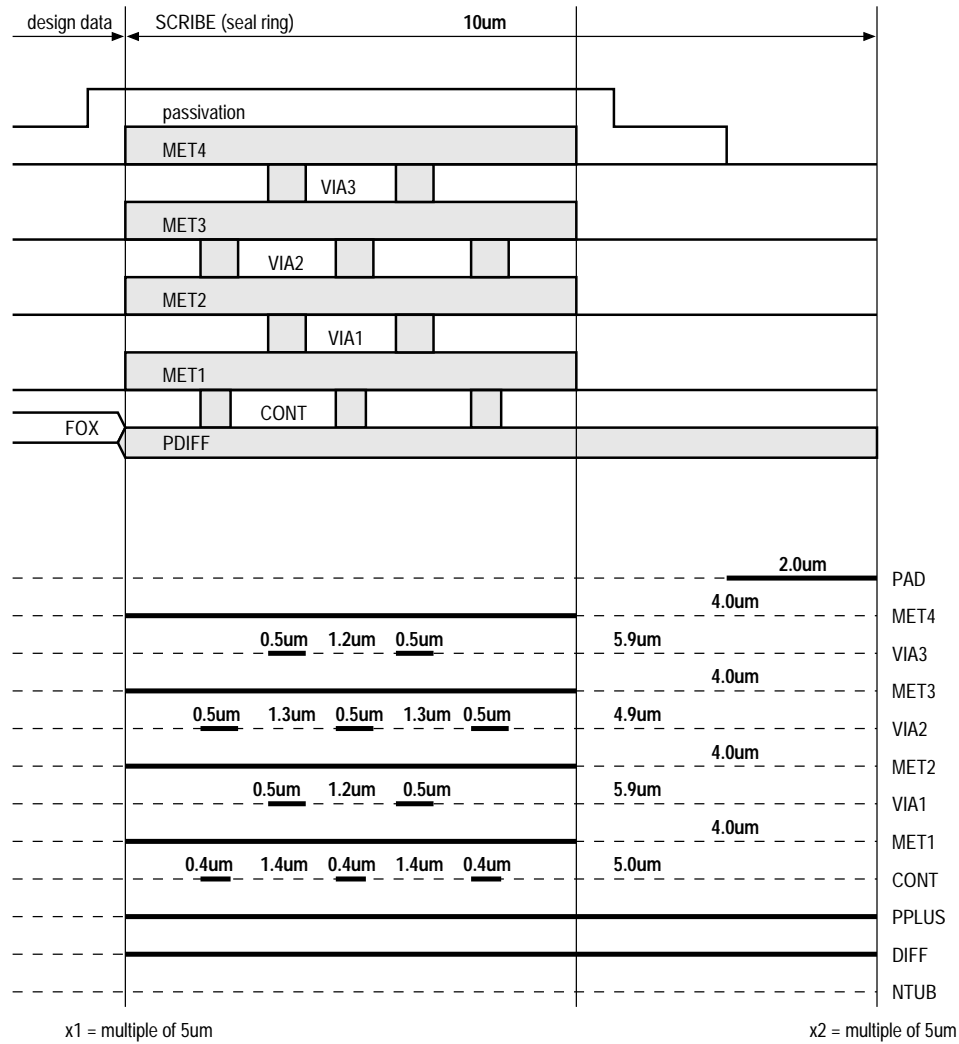 design data SCRIBE (seal ring) 10um
passivation
MET4
VIA3
MET3
VIA2
MET2
VIA1
MET1
CONT
FOX
PDIFF
2.0um
PAD
4.0um
MET4
0.5um 1.2um 0.5um 5.9um
VIA3
4.0um
MET3
0.5um 1.3um 0.5um 1.3um 0.5um 4.9um
VIA2
4.0um
MET2
0.5um 1.2um 0.5um 5.9um
VIA1
4.0um
MET1
0.4um 1.4um 0.4um 1.4um 0.4um 5.0um
CONT
PPLUS
DIFF
NTUB
x1 = multiple of 5um x2 = multiple of 5um